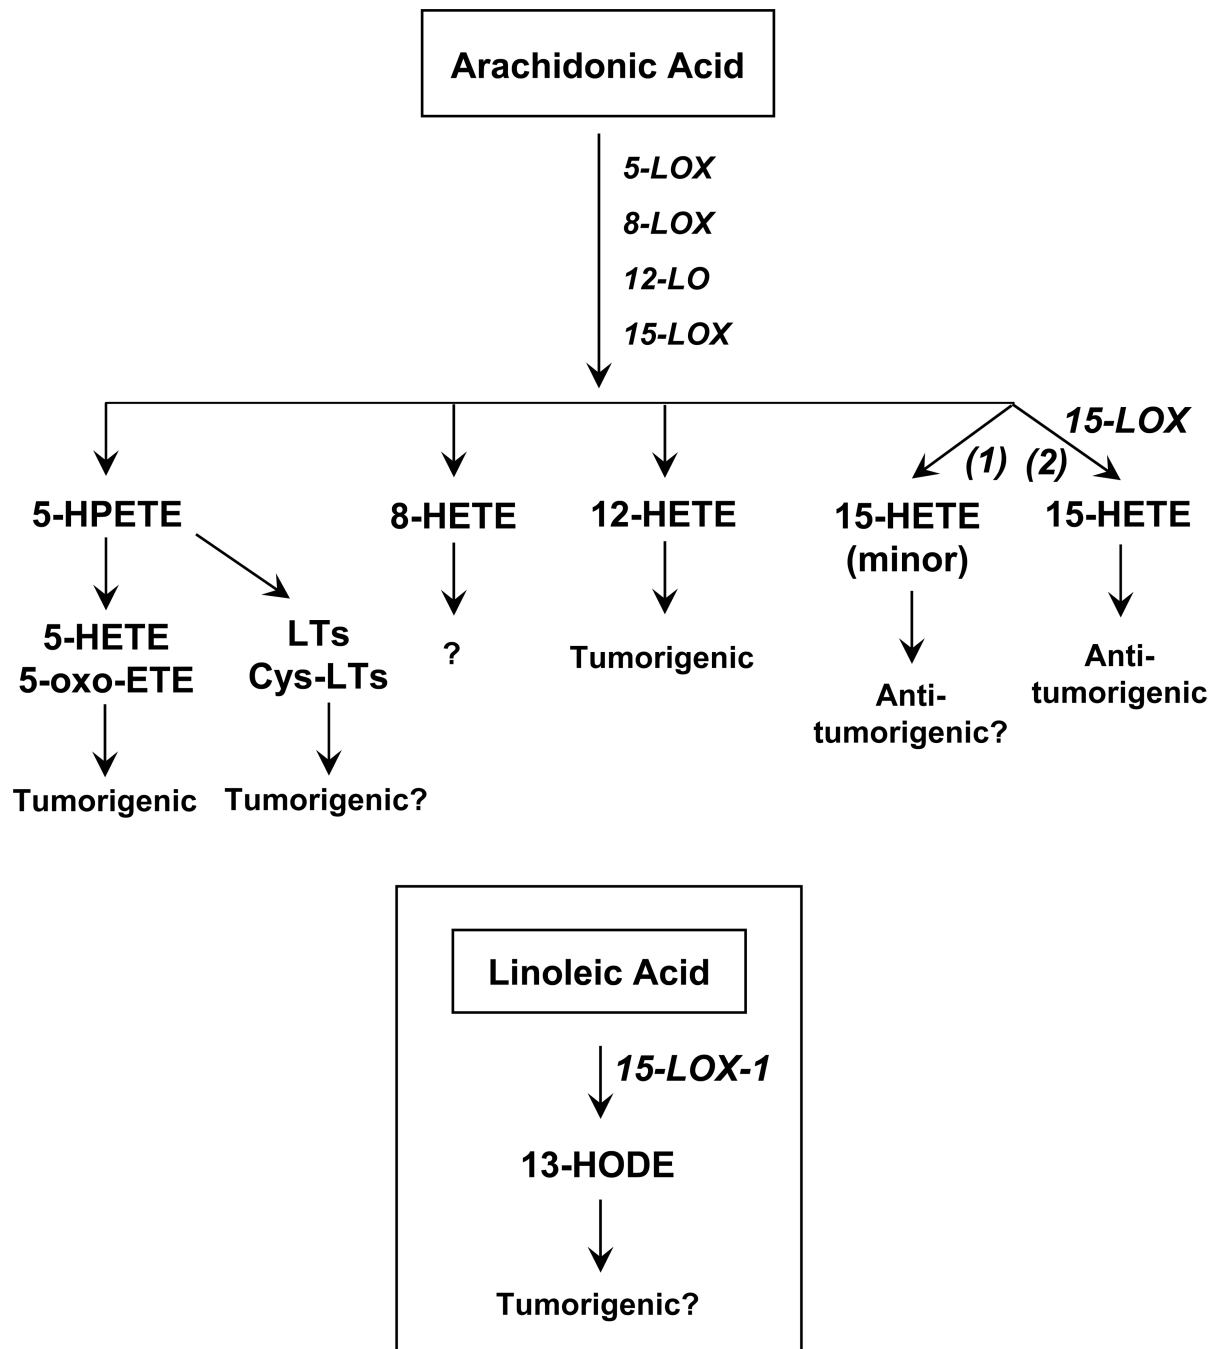 Arachidonic Acid
5-LOX
8-LOX
12-LO
15-LOX
15-LOX
(1) (2)
5-HPETE
8-HETE
12-HETE
15-HETE
(minor)
15-HETE
5-HETE
5-oxo-ETE
LTs
Cys-LTs
?
Tumorigenic
Anti-
tumorigenic?
Anti-
tumorigenic
Tumorigenic
Tumorigenic?
Linoleic Acid
15-LOX-1
13-HODE
Tumorigenic?